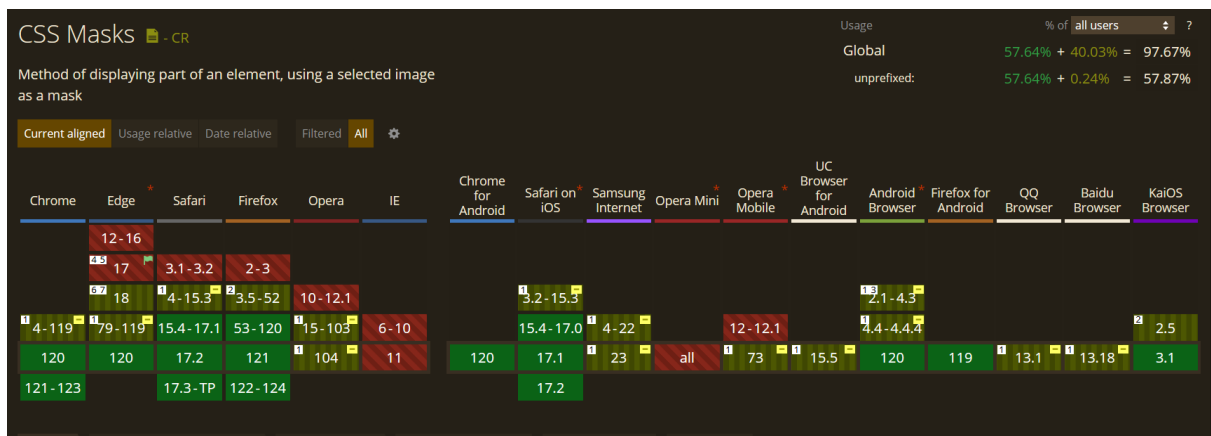 CSS Masks - CR
Usage % of all users ?
Global 57.64% + 40.03% = 97.67%
unprefixed: 57.64% + 0.24% = 57.87%
Method of displaying part of an element, using a selected image
as a mask
Current aligned Usage relative Date relative Filtered All
Chrome Edge * Safari Firefox Opera IE
Chrome for Android Safari on iOS * Samsung Internet Opera Mini * Opera Mobile * UC Browser for Android Android Browser * Firefox for Android QQ Browser Baidu Browser KaiOS Browser
12-16
4 5 17 3.1-3.2 2-3
6 7 18 1 4-15.3 2 3.5-52 10-12.1 1 3.2-15.3 1 3 2.1-4.3
1 4-119 1 79-119 15.4-17.1 53-120 1 15-103 6-10 15.4-17.0 1 4-22 12-12.1 4.4-4.4.4 2 2.5
120 120 17.2 121 1 104 11 120 17.1 1 23 all 1 73 1 15.5 120 119 1 13.1 1 13.18 3.1
121-123 17.3-TP 122-124 17.2